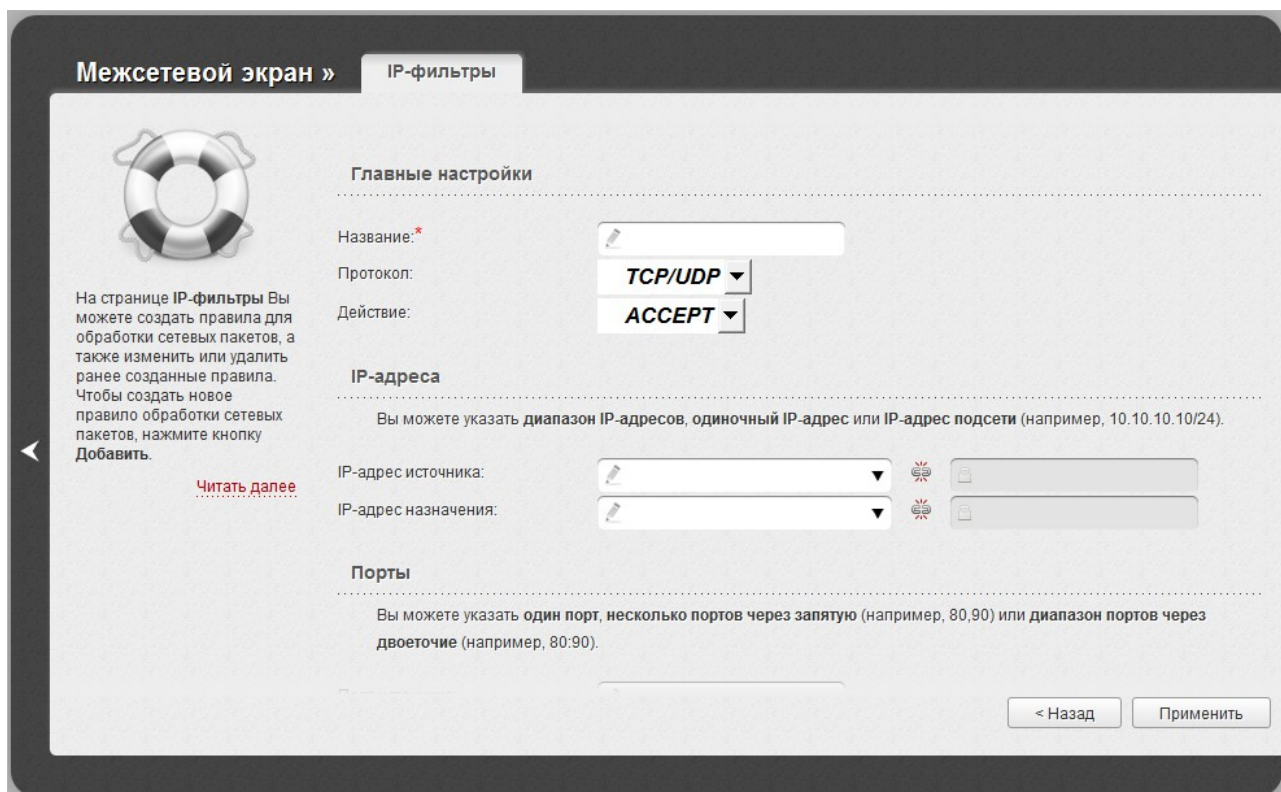 Межсетевой экран »
IP-фильтры
На странице IP-фильтры Вы
можете создать правила для
обработки сетевых пакетов, а
также изменить или удалить
ранее созданные правила.
Чтобы создать новое
правило обработки сетевых
пакетов, нажмите кнопку
Добавить.
Читать далее
Главные настройки
Название:*
Протокол: TCP/UDP
Действие: ACCEPT
IP-адреса
Вы можете указать диапазон IP-адресов, одиночный IP-адрес или IP-адрес подсети (например, 10.10.10.10/24).
IP-адрес источника:
IP-адрес назначения:
Порты
Вы можете указать один порт, несколько портов через запятую (например, 80,90) или диапазон портов через
двоеточие (например, 80:90).
< Назад
Применить